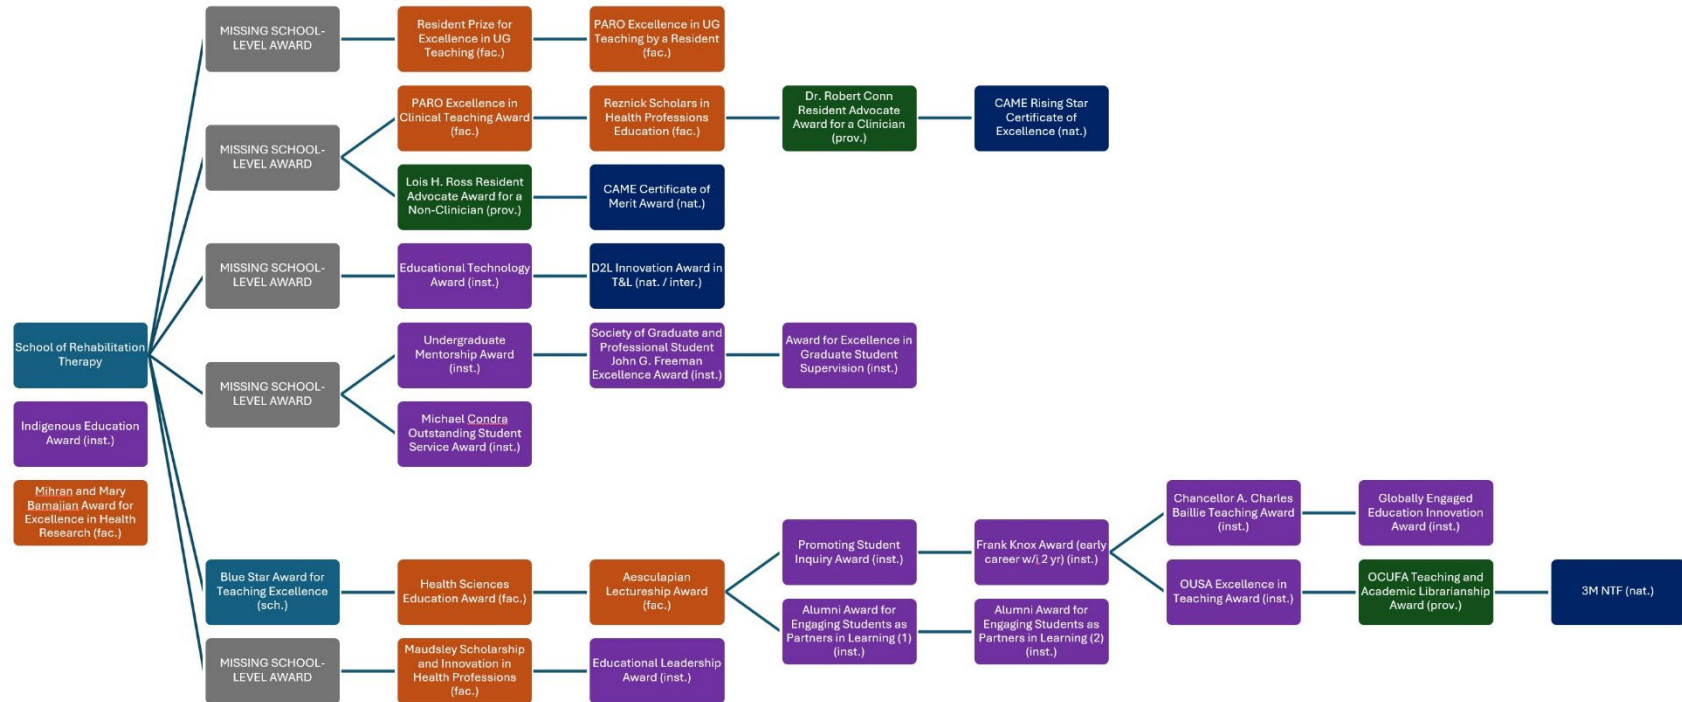 MISSING SCHOOL-
LEVEL AWARD
Resident Prize for
Excellence in UG
Teaching (fac.)
PARO Excellence in UG
Teaching by a Resident
(fac.)
MISSING SCHOOL-
LEVEL AWARD
PARO Excellence in
Clinical Teaching Award
(fac.)
Reznick Scholars in
Health Professions
Education (fac.)
Dr. Robert Conn
Resident Advocate
Award for a Clinician
(prov.)
CAME Rising Star
Certificate of
Excellence (nat.)
Lois H. Ross Resident
Advocate Award for a
Non-Clinician (prov.)
CAME Certificate of
Merit Award (nat.)
MISSING SCHOOL-
LEVEL AWARD
Educational Technology
Award (inst.)
D2L Innovation Award in
T&L (nat. / inter.)
School of Rehabilitation
Therapy
MISSING SCHOOL-
LEVEL AWARD
Undergraduate
Mentorship Award
(inst.)
Society of Graduate and
Professional Student
John G. Freeman
Excellence Award (inst.)
Award for Excellence in
Graduate Student
Supervision (inst.)
Michael Condra
Outstanding Student
Service Award (inst.)
Indigenous Education
Award (inst.)
Mihran and Mary
Bamajian Award for
Excellence in Health
Research (fac.)
Blue Star Award for
Teaching Excellence
(sch.)
Health Sciences
Education Award (fac.)
Aesculapian
Lectureship Award
(fac.)
Promoting Student
Inquiry Award (inst.)
Frank Knox Award (early
career w/i 2 yr) (inst.)
Chancellor A. Charles
Baillie Teaching Award
(inst.)
Globally Engaged
Education Innovation
Award (inst.)
OUSA Excellence in
Teaching Award (inst.)
OCUFA Teaching and
Academic Librarianship
Award (prov.)
3M NTF (nat.)
Alumni Award for
Engaging Students as
Partners in Learning (1)
(inst.)
Alumni Award for
Engaging Students as
Partners in Learning (2)
(inst.)
MISSING SCHOOL-
LEVEL AWARD
Maudsley Scholarship
and Innovation in
Health Professions
(fac.)
Educational Leadership
Award (inst.)